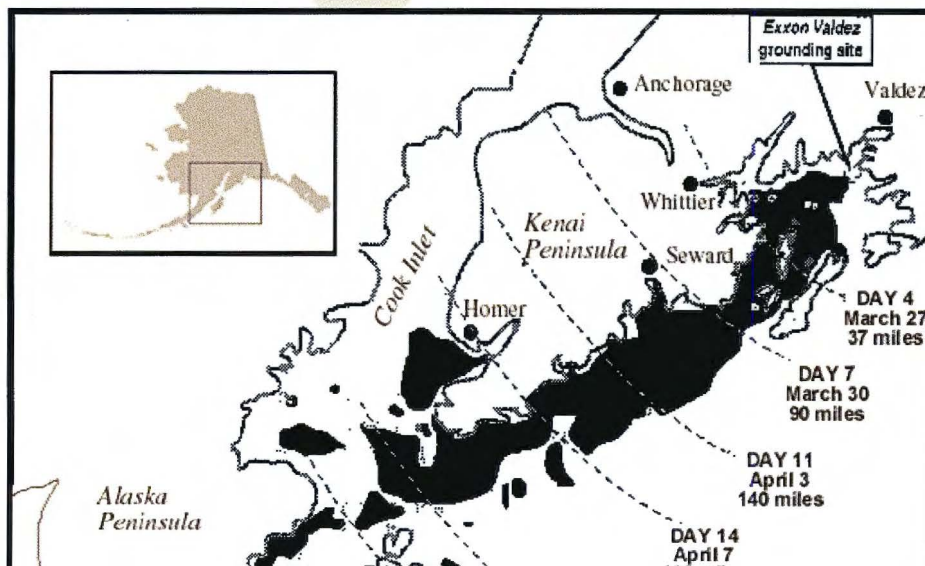 Exxon Valdez
grounding site
Anchorage
Valdez
Whittier
Kenai
Peninsula
Seward
Cook Inlet
Homer
DAY 4
March 27
37 miles
DAY 7
March 30
90 miles
DAY 11
April 3
140 miles
Alaska
Peninsula
DAY 14
April 7